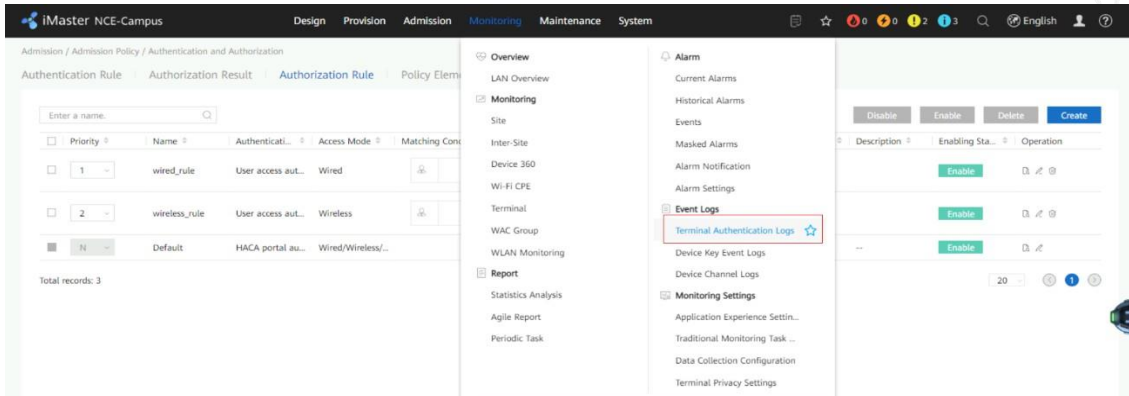 iMaster NCE-Campus Design Provision Admission Monitoring Maintenance System 0 0 2 3 English
Admission / Admission Policy / Authentication and Authorization
Authentication Rule Authorization Result Authorization Rule Policy Elem
Enter a name. Disable Enable Delete Create
Priority Name Authenticati... Access Mode Matching Conc Description Enabling Sta... Operation
1 wired_rule User access aut... Wired Enable
2 wireless_rule User access aut... Wireless Enable
N Default HACA portal au... Wired/Wireless/... -- Enable
Total records: 3 20 1
Overview
LAN Overview
Monitoring
Site
Inter-Site
Device 360
Wi-Fi CPE
Terminal
WAC Group
WLAN Monitoring
Report
Statistics Analysis
Agile Report
Periodic Task
Alarm
Current Alarms
Historical Alarms
Events
Masked Alarms
Alarm Notification
Alarm Settings
Event Logs
Terminal Authentication Logs
Device Key Event Logs
Device Channel Logs
Monitoring Settings
Application Experience Settin...
Traditional Monitoring Task ...
Data Collection Configuration
Terminal Privacy Settings